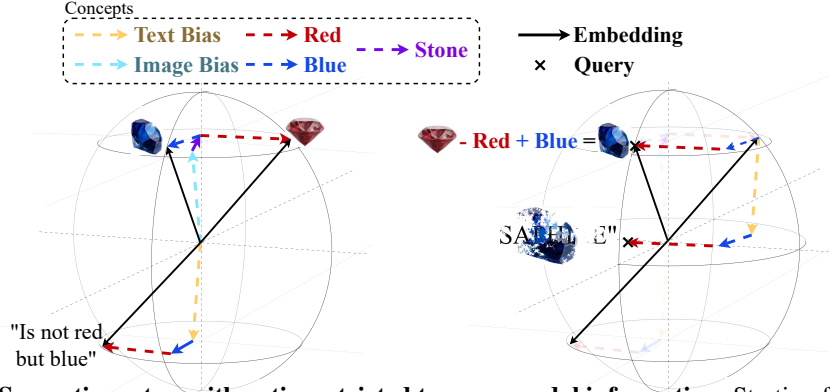 Concepts
Text Bias
Red
Stone
Image Bias
Blue
Embedding
Query
- Red + Blue =
"Is not red
but blue"